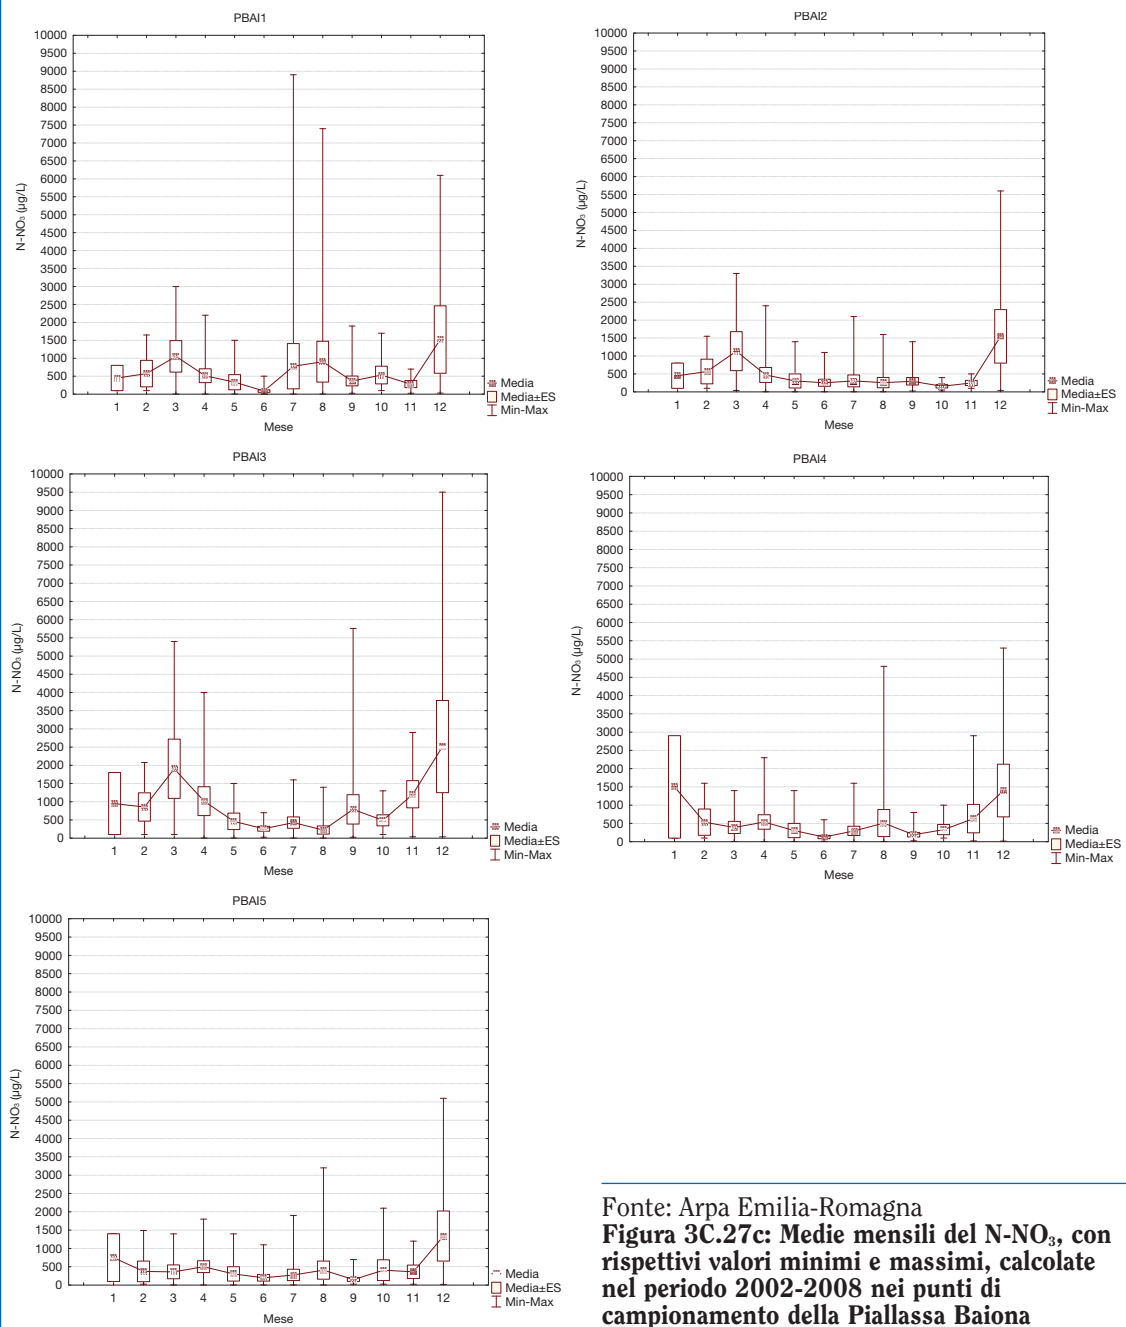 PBAI1
10000
9500
9000
8500
8000
7500
7000
6500
6000
5500
5000
4500
4000
3500
3000
2500
2000
1500
1000
500
0
N-NO₃ (µg/L)
1 2 3 4 5 6 7 8 9 10 11 12
Mese
Media
Media±ES
Min-Max
PBAI2
10000
9500
9000
8500
8000
7500
7000
6500
6000
5500
5000
4500
4000
3500
3000
2500
2000
1500
1000
500
0
N-NO₃ (µg/L)
1 2 3 4 5 6 7 8 9 10 11 12
Mese
Media
Media±ES
Min-Max
PBAI3
10000
9500
9000
8500
8000
7500
7000
6500
6000
5500
5000
4500
4000
3500
3000
2500
2000
1500
1000
500
0
N-NO₃ (µg/L)
1 2 3 4 5 6 7 8 9 10 11 12
Mese
Media
Media±ES
Min-Max
PBAI4
10000
9500
9000
8500
8000
7500
7000
6500
6000
5500
5000
4500
4000
3500
3000
2500
2000
1500
1000
500
0
N-NO₃ (µg/L)
1 2 3 4 5 6 7 8 9 10 11 12
Mese
Media
Media±ES
Min-Max
PBAI5
10000
9500
9000
8500
8000
7500
7000
6500
6000
5500
5000
4500
4000
3500
3000
2500
2000
1500
1000
500
0
N-NO₃ (µg/L)
1 2 3 4 5 6 7 8 9 10 11 12
Mese
Media
Media±ES
Min-Max
Fonte: Arpa Emilia-Romagna
Figura 3C.27c: Medie mensili del N-NO₃, con
rispettivi valori minimi e massimi, calcolate
nel periodo 2002-2008 nei punti di
campionamento della Piallassa Baiona